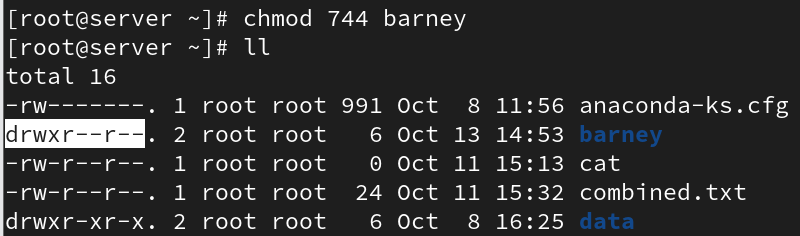 [root@server ~]# chmod 744 barney
[root@server ~]# ll
total 16
-rw-------. 1 root root 991 Oct  8 11:56 anaconda-ks.cfg
drwxr--r--. 2 root root   6 Oct 13 14:53 barney
-rw-r--r--. 1 root root   0 Oct 11 15:13 cat
-rw-r--r--. 1 root root  24 Oct 11 15:32 combined.txt
drwxr-xr-x. 2 root root   6 Oct  8 16:25 data